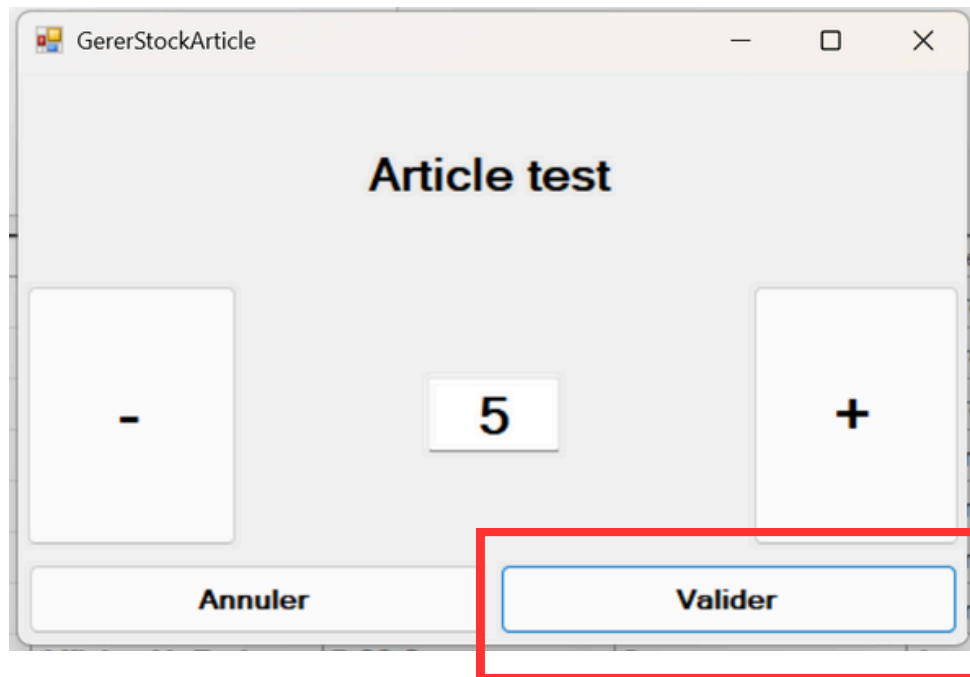 GererStockArticle
Article test
-
5
+
Annuler
Valider